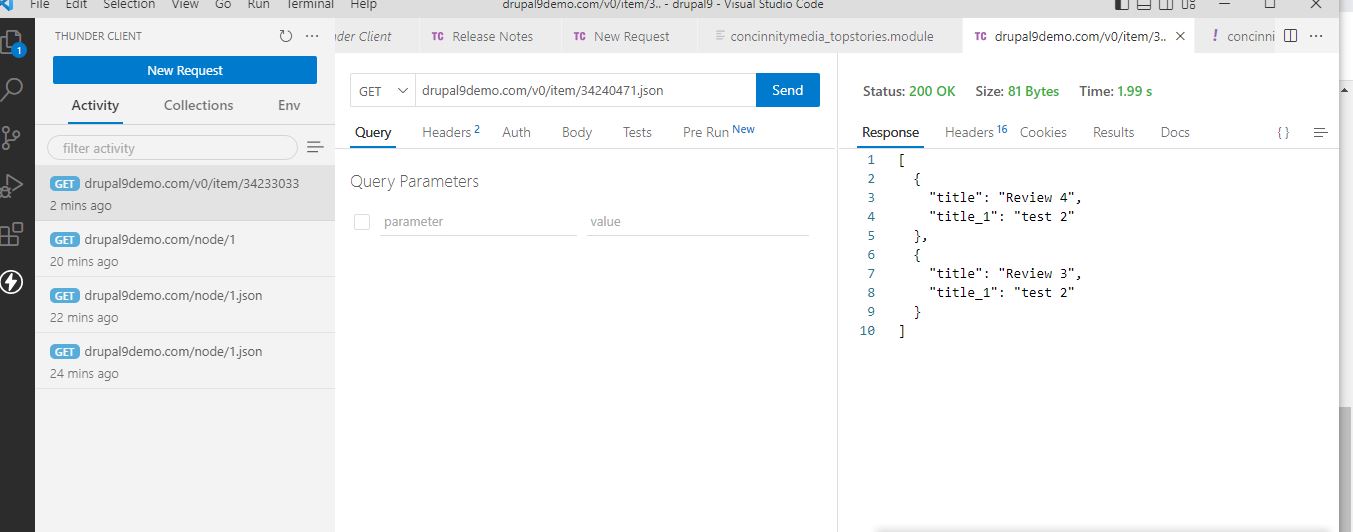 File Edit Selection View Go Run Terminal Help drupal9demo.com/v0/item/3.. - drupal9 - Visual Studio Code
THUNDER CLIENT
New Request
Activity Collections Env
filter activity
GET drupal9demo.com/v0/item/34233033
2 mins ago
GET drupal9demo.com/node/1
20 mins ago
GET drupal9demo.com/node/1.json
22 mins ago
GET drupal9demo.com/node/1.json
24 mins ago
1
nder Client TC Release Notes TC New Request concinnitymedia_topstories.module TC drupal9demo.com/v0/item/3.. ! concinni
GET drupal9demo.com/v0/item/34240471.json Send
Query Headers 2 Auth Body Tests Pre Run New
Query Parameters
parameter value
Status: 200 OK Size: 81 Bytes Time: 1.99 s
Response Headers 16 Cookies Results Docs {}
1 [
2 {
3 "title": "Review 4",
4 "title_1": "test 2"
5 },
6 {
7 "title": "Review 3",
8 "title_1": "test 2"
9 }
10 ]